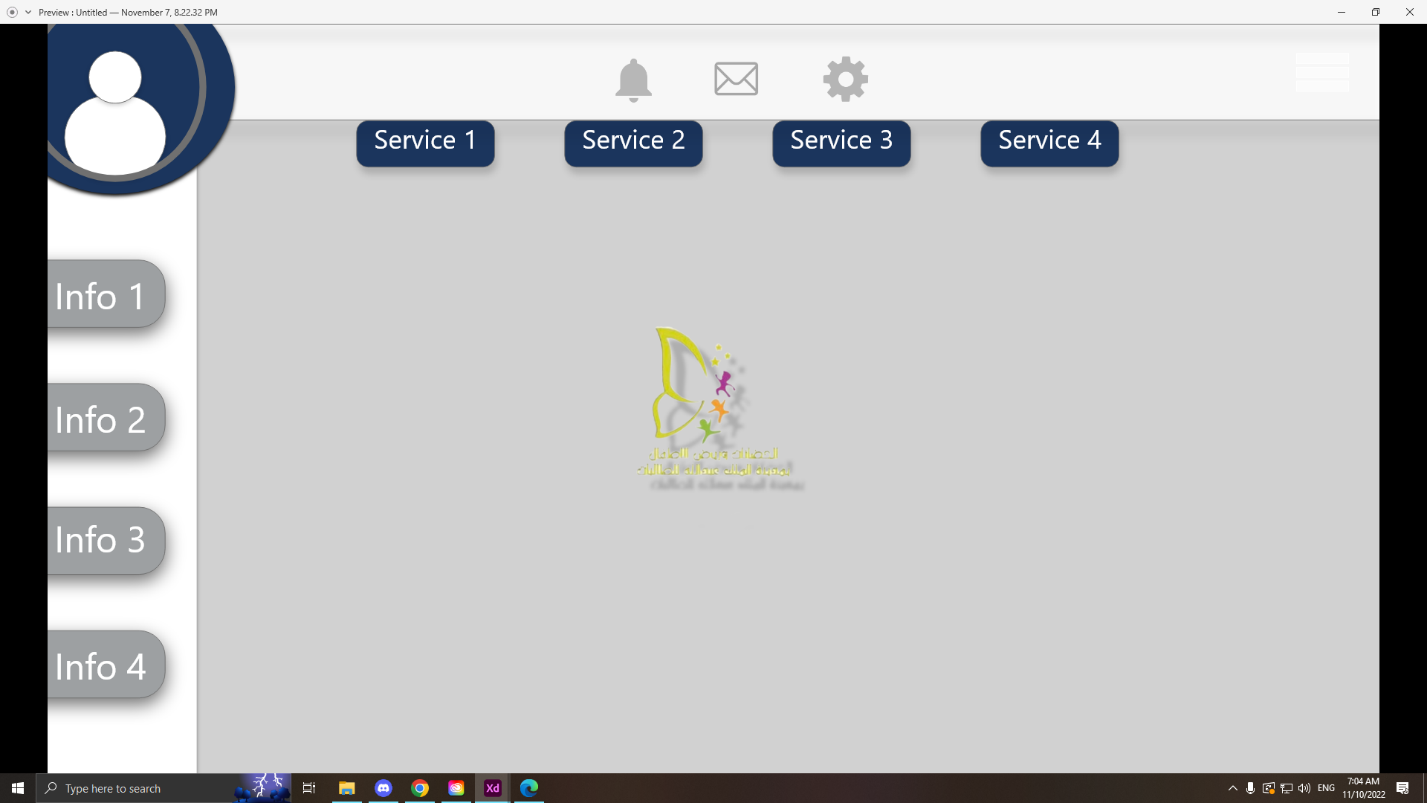 Preview : Untitled — November 7, 8.22.32 PM
Service 1
Service 2
Service 3
Service 4
Info 1
Info 2
Info 3
Info 4
Type here to search
Xd
ENG
7:04 AM
11/10/2022